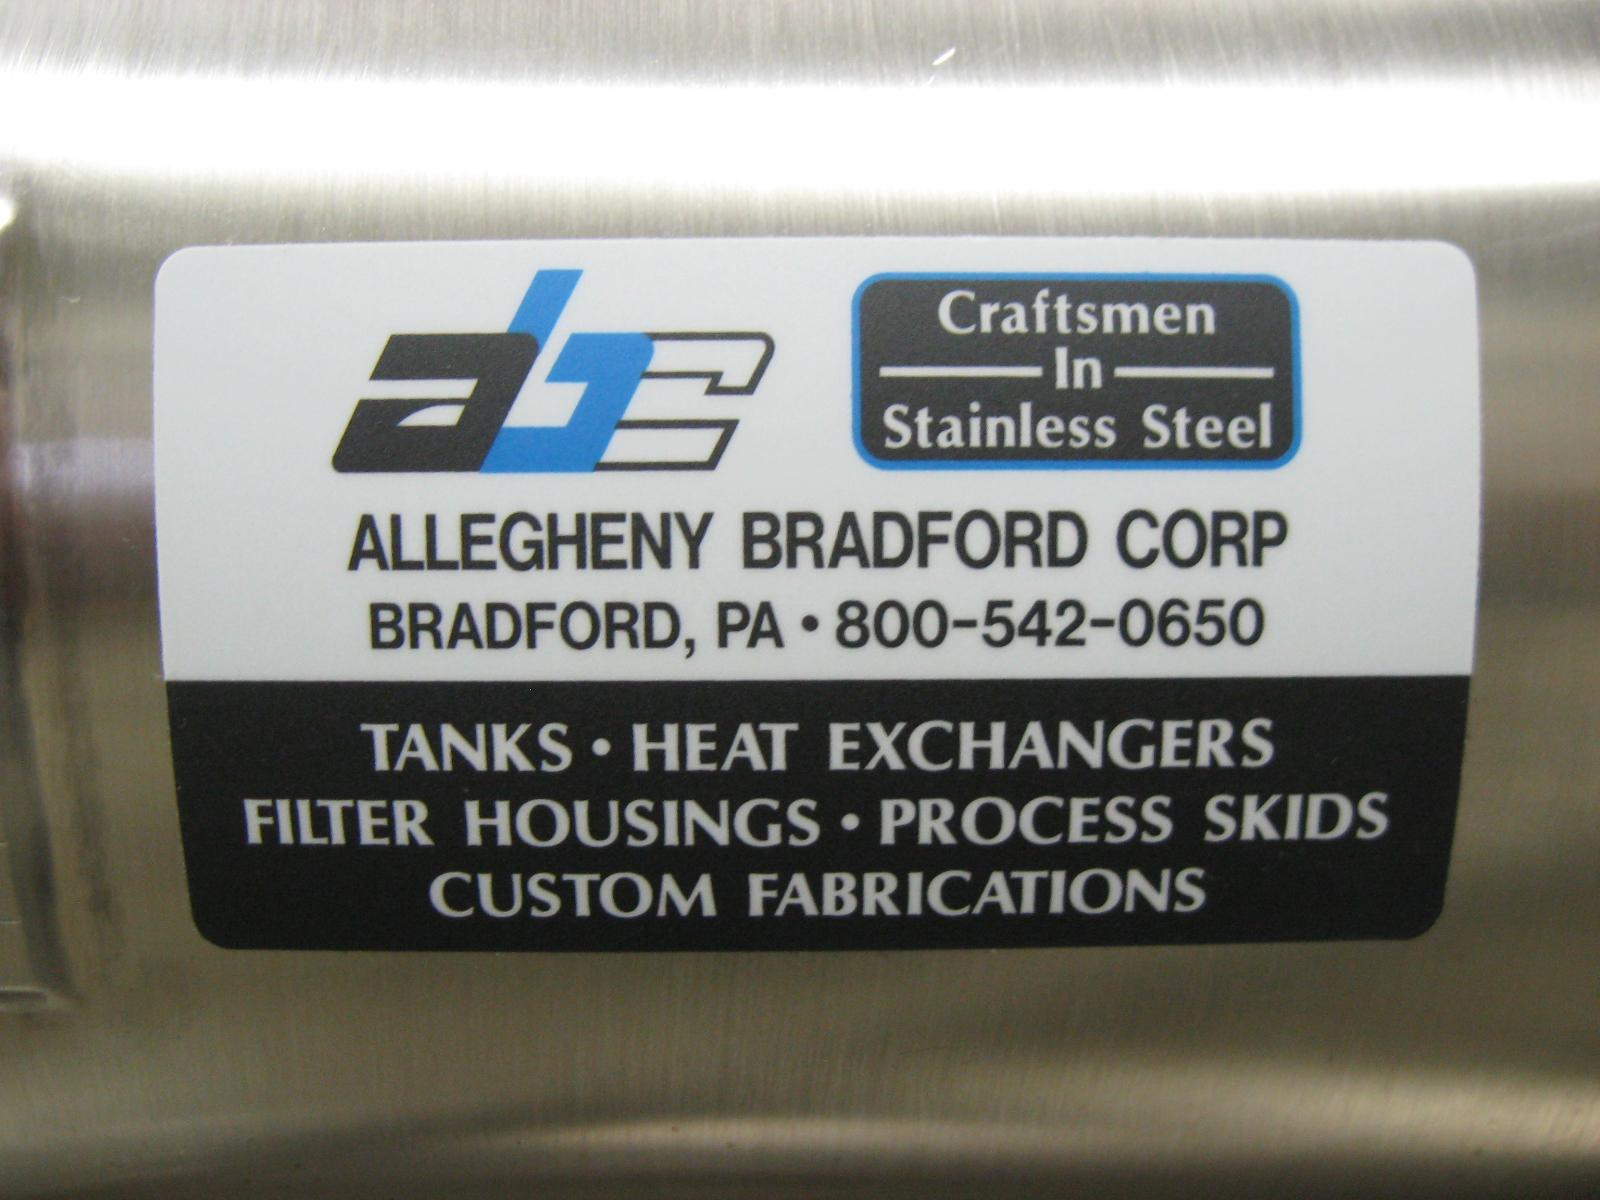 abc
Craftsmen
In
Stainless Steel
ALLEGHENY BRADFORD CORP
BRADFORD, PA • 800-542-0650
TANKS • HEAT EXCHANGERS
FILTER HOUSINGS • PROCESS SKIDS
CUSTOM FABRICATIONS